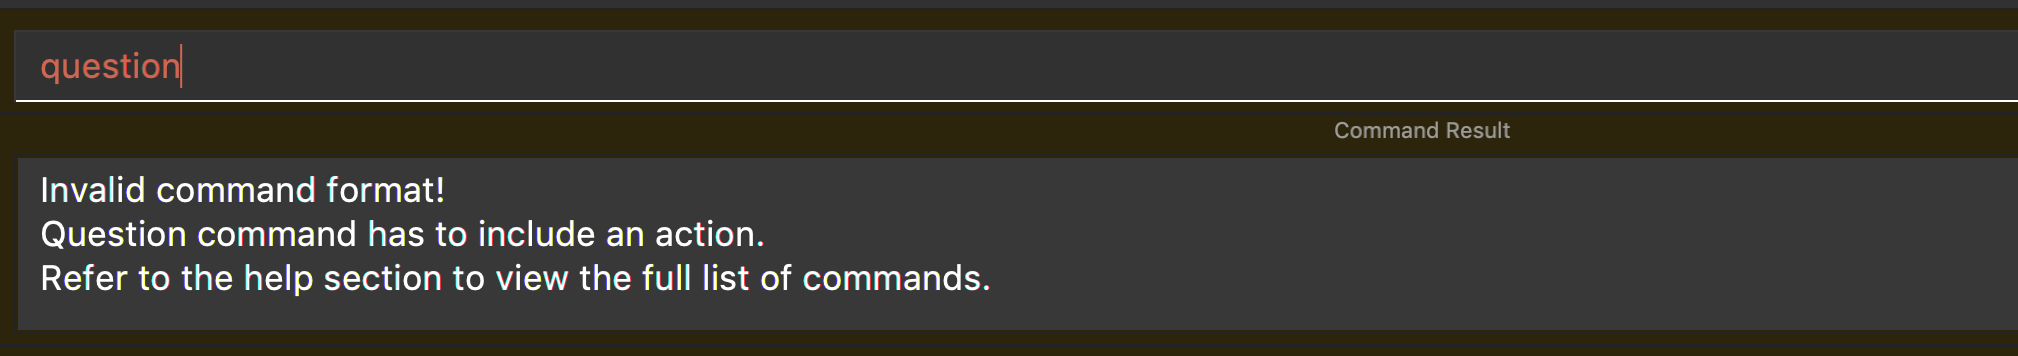 question
Command Result
Invalid command format!
Question command has to include an action.
Refer to the help section to view the full list of commands.